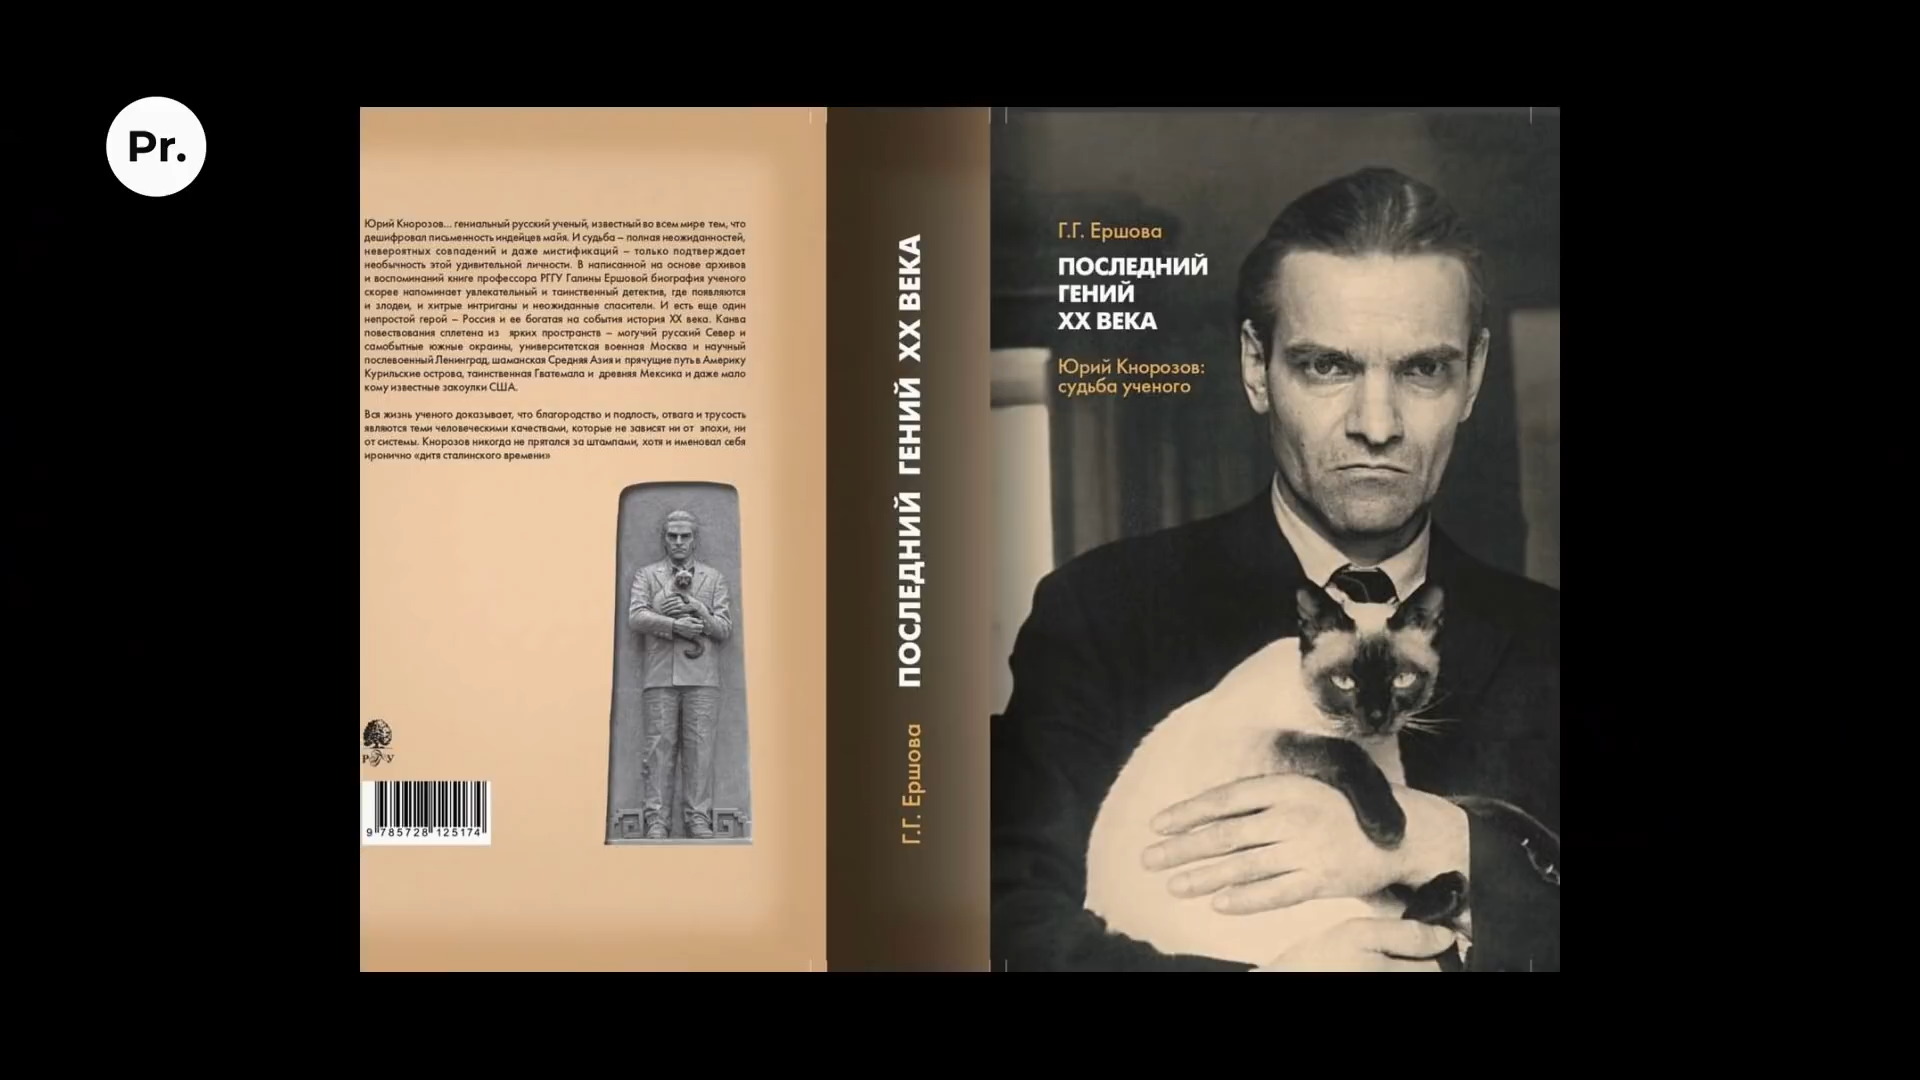 Pr.
Юрий Кнорозов... гениальный русский ученый, известный во всем мире тем, что
дешифровал письменность индейцев майя. И судьба – полная неожиданностей,
невероятных совпадений и даже мистификаций – только подтверждает
необычность этой удивительной личности. В написанной на основе архивов
и воспоминаний книге профессора РГГУ Галины Ершовой биография ученого
скорее напоминает увлекательный и таинственный детектив, где появляются
и злодеи, и хитрые интриганы и неожиданные спасители. И есть еще один
непростой герой – Россия и ее богатая на события история XX века. Канва
повествования сплетена из ярких пространств – могучий русский Север и
самобытные южные окраины, университетская военная Москва и научный
послевоенный Ленинград, шаманская Средняя Азия и прячущие путь в Америку
Курильские острова, таинственная Гватемала и древняя Мексика и даже мало
кому известные закоулки США.
Вся жизнь ученого доказывает, что благородство и подлость, отвага и трусость
являются теми человеческими качествами, которые не зависят ни от эпохи, ни
от системы. Кнорозов никогда не прятался за штампами, хотя и именовал себя
иронично «дитя сталинского времени»
9 785728 125174
Г.Г. Ершова ПОСЛЕДНИЙ ГЕНИЙ XX ВЕКА
Г.Г. Ершова
ПОСЛЕДНИЙ
ГЕНИЙ
XX ВЕКА
Юрий Кнорозов:
судьба ученого